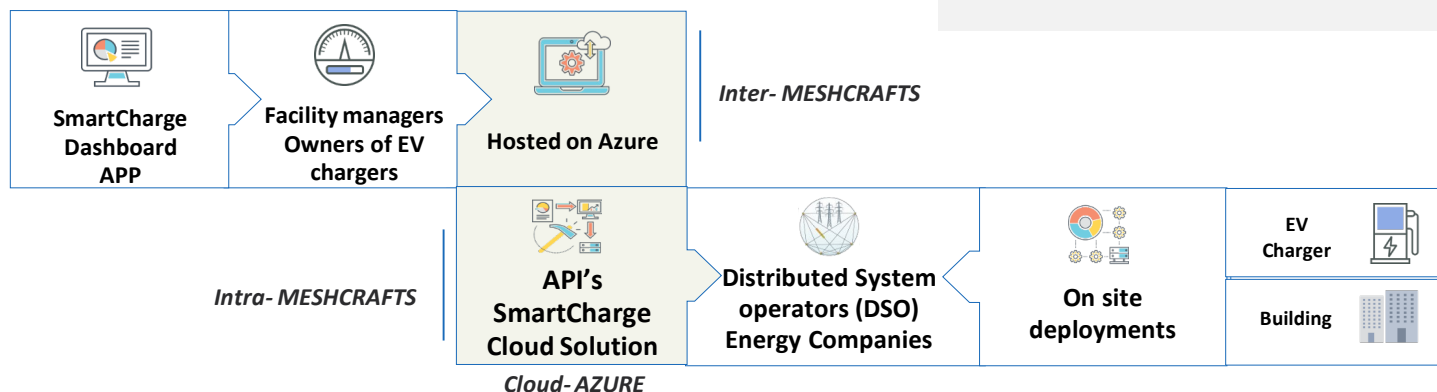 SmartCharge
Dashboard
APP
Facility managers
Owners of EV
chargers
Hosted on Azure
Inter- MESHCRAFTS
Intra- MESHCRAFTS
API's
SmartCharge
Cloud Solution
Cloud- AZURE
Distributed System
operators (DSO)
Energy Companies
On site
deployments
EV
Charger
Building